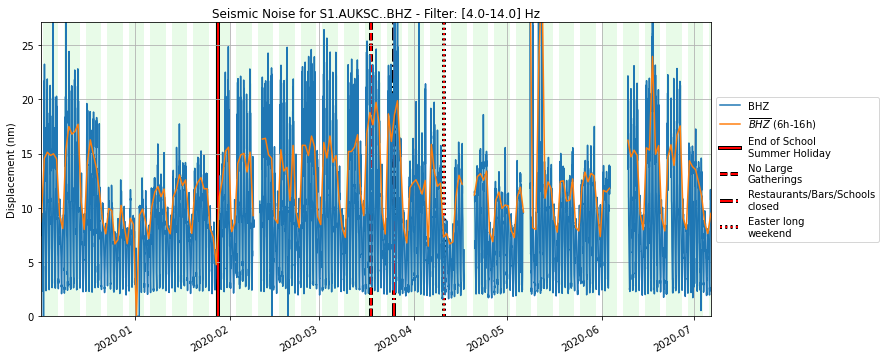 Seismic Noise for S1.AUKSC..BHZ - Filter: [4.0-14.0] Hz
Displacement (nm)
25
20
15
10
5
0
2020-01
2020-02
2020-03
2020-04
2020-05
2020-06
2020-07
BHZ
BHZ (6h-16h)
End of School
Summer Holiday
No Large
Gatherings
Restaurants/Bars/Schools
closed
Easter long
weekend